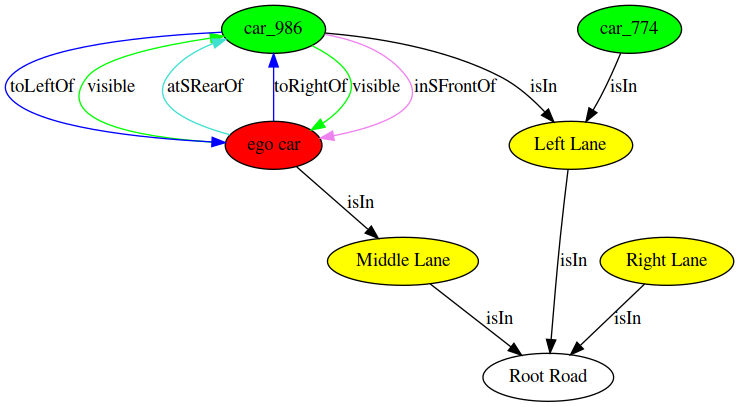 car_986
car_774
toLeftOf
visible
atSRearOf
toRightOf
visible
inSFrontOf
isIn
isIn
ego car
Left Lane
isIn
Middle Lane
isIn
Right Lane
isIn
isIn
Root Road